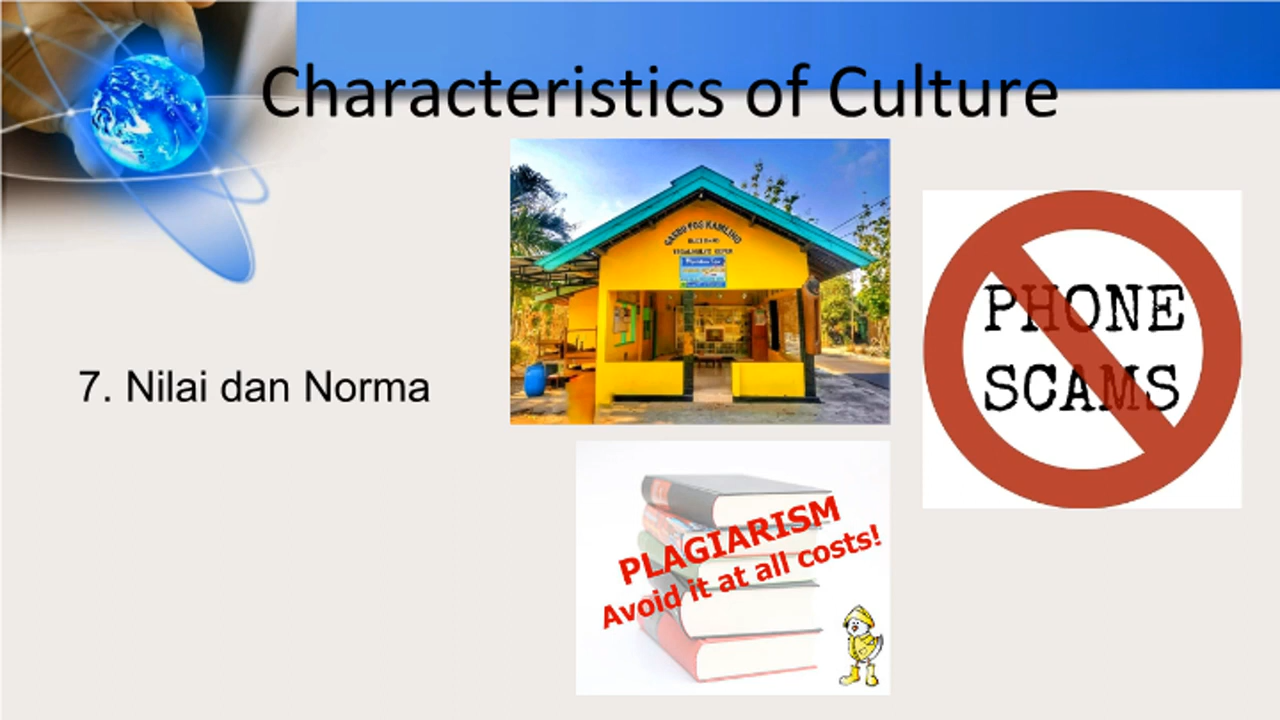 Characteristics of Culture
7. Nilai dan Norma
GARDU POS KAMLING
PHONE
SCAMS
PLAGIARISM
Avoid it at all costs!